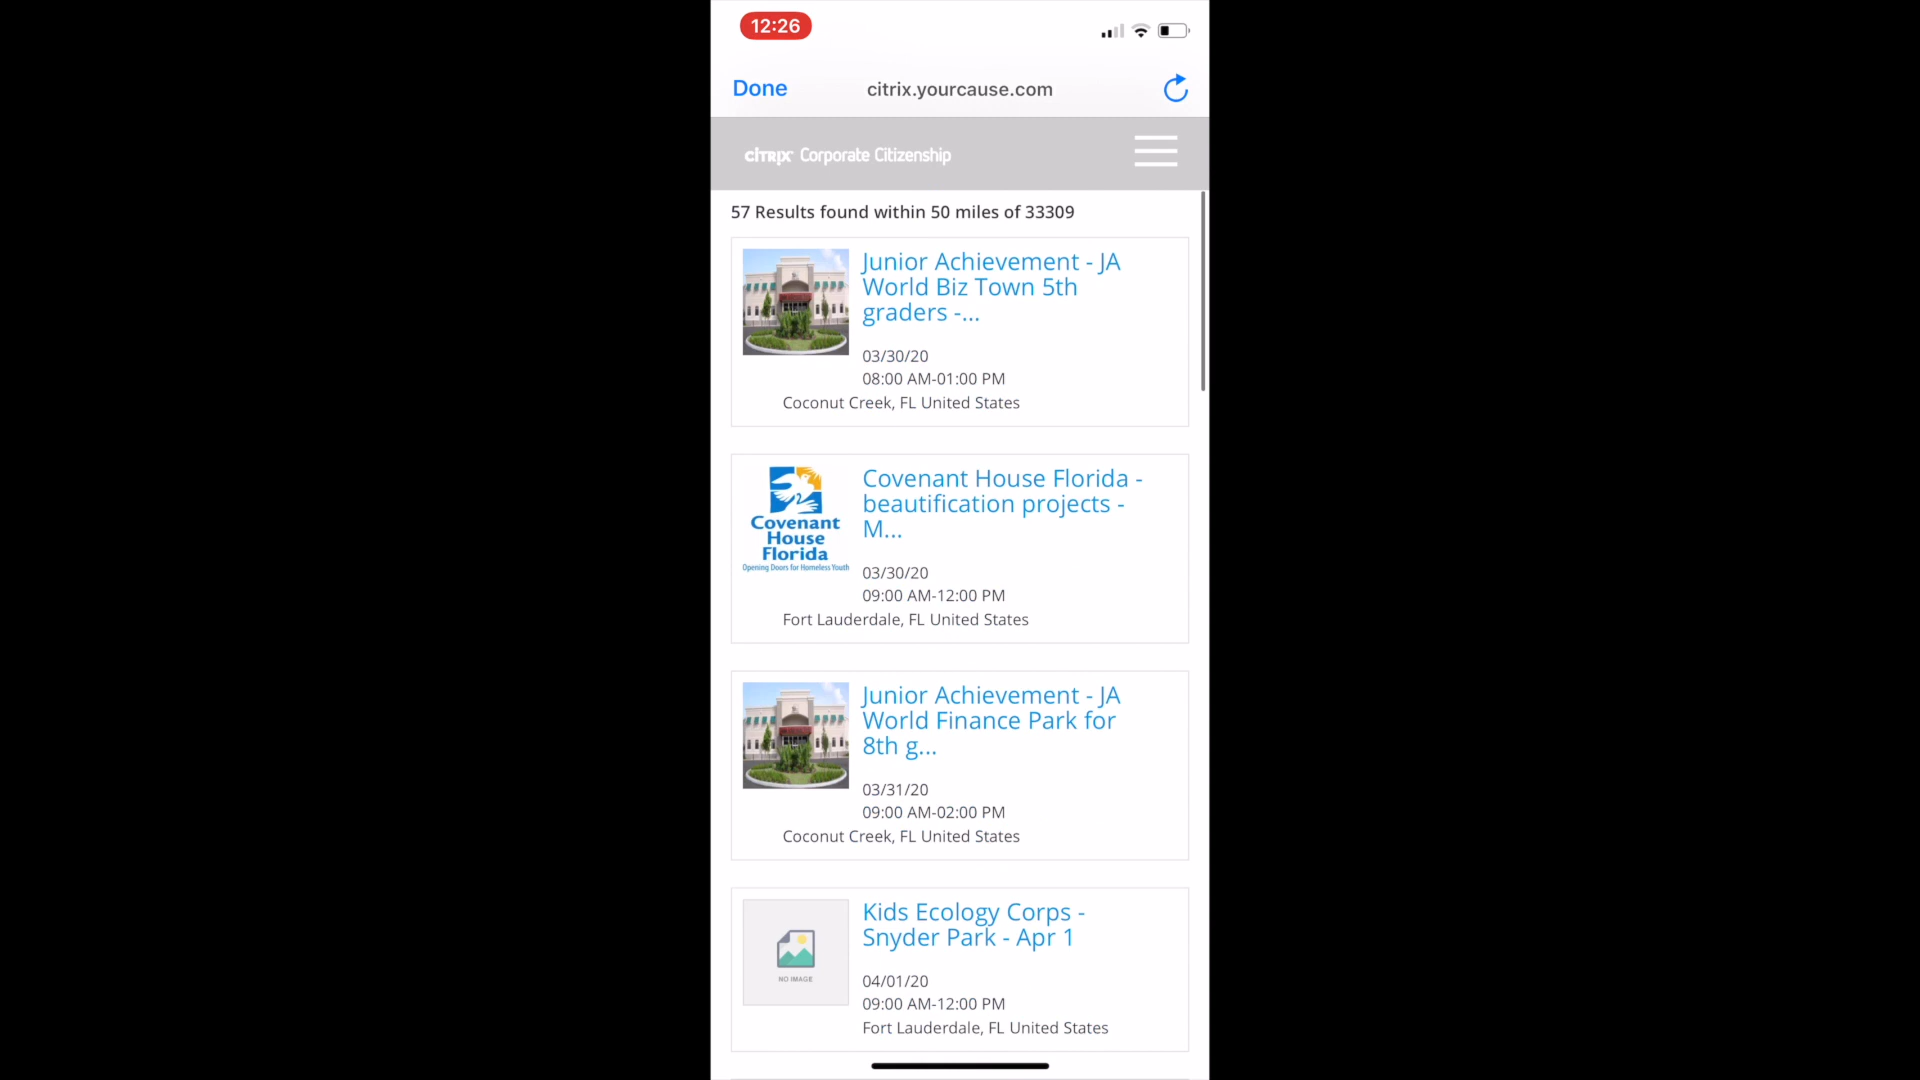 12:26
Done
citrix.yourcause.com
CİTRIX Corporate Citizenship
57 Results found within 50 miles of 33309
Junior Achievement - JA
World Biz Town 5th
graders -...
03/30/20
08:00 AM-01:00 PM
Coconut Creek, FL United States
Covenant
House
Florida
Opening Doors for Homeless Youth
Covenant House Florida -
beautification projects -
M...
03/30/20
09:00 AM-12:00 PM
Fort Lauderdale, FL United States
Junior Achievement - JA
World Finance Park for
8th g...
03/31/20
09:00 AM-02:00 PM
Coconut Creek, FL United States
NO IMAGE
Kids Ecology Corps -
Snyder Park - Apr 1
04/01/20
09:00 AM-12:00 PM
Fort Lauderdale, FL United States